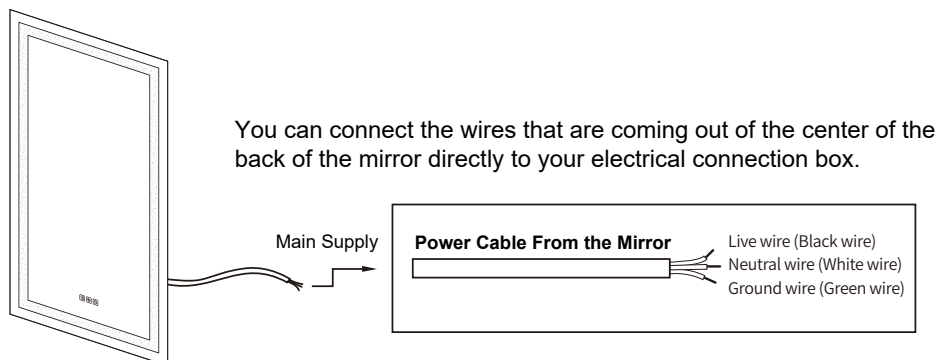 You can connect the wires that are coming out of the center of the
back of the mirror directly to your electrical connection box.
Main Supply
Power Cable From the Mirror
Live wire (Black wire)
Neutral wire (White wire)
Ground wire (Green wire)